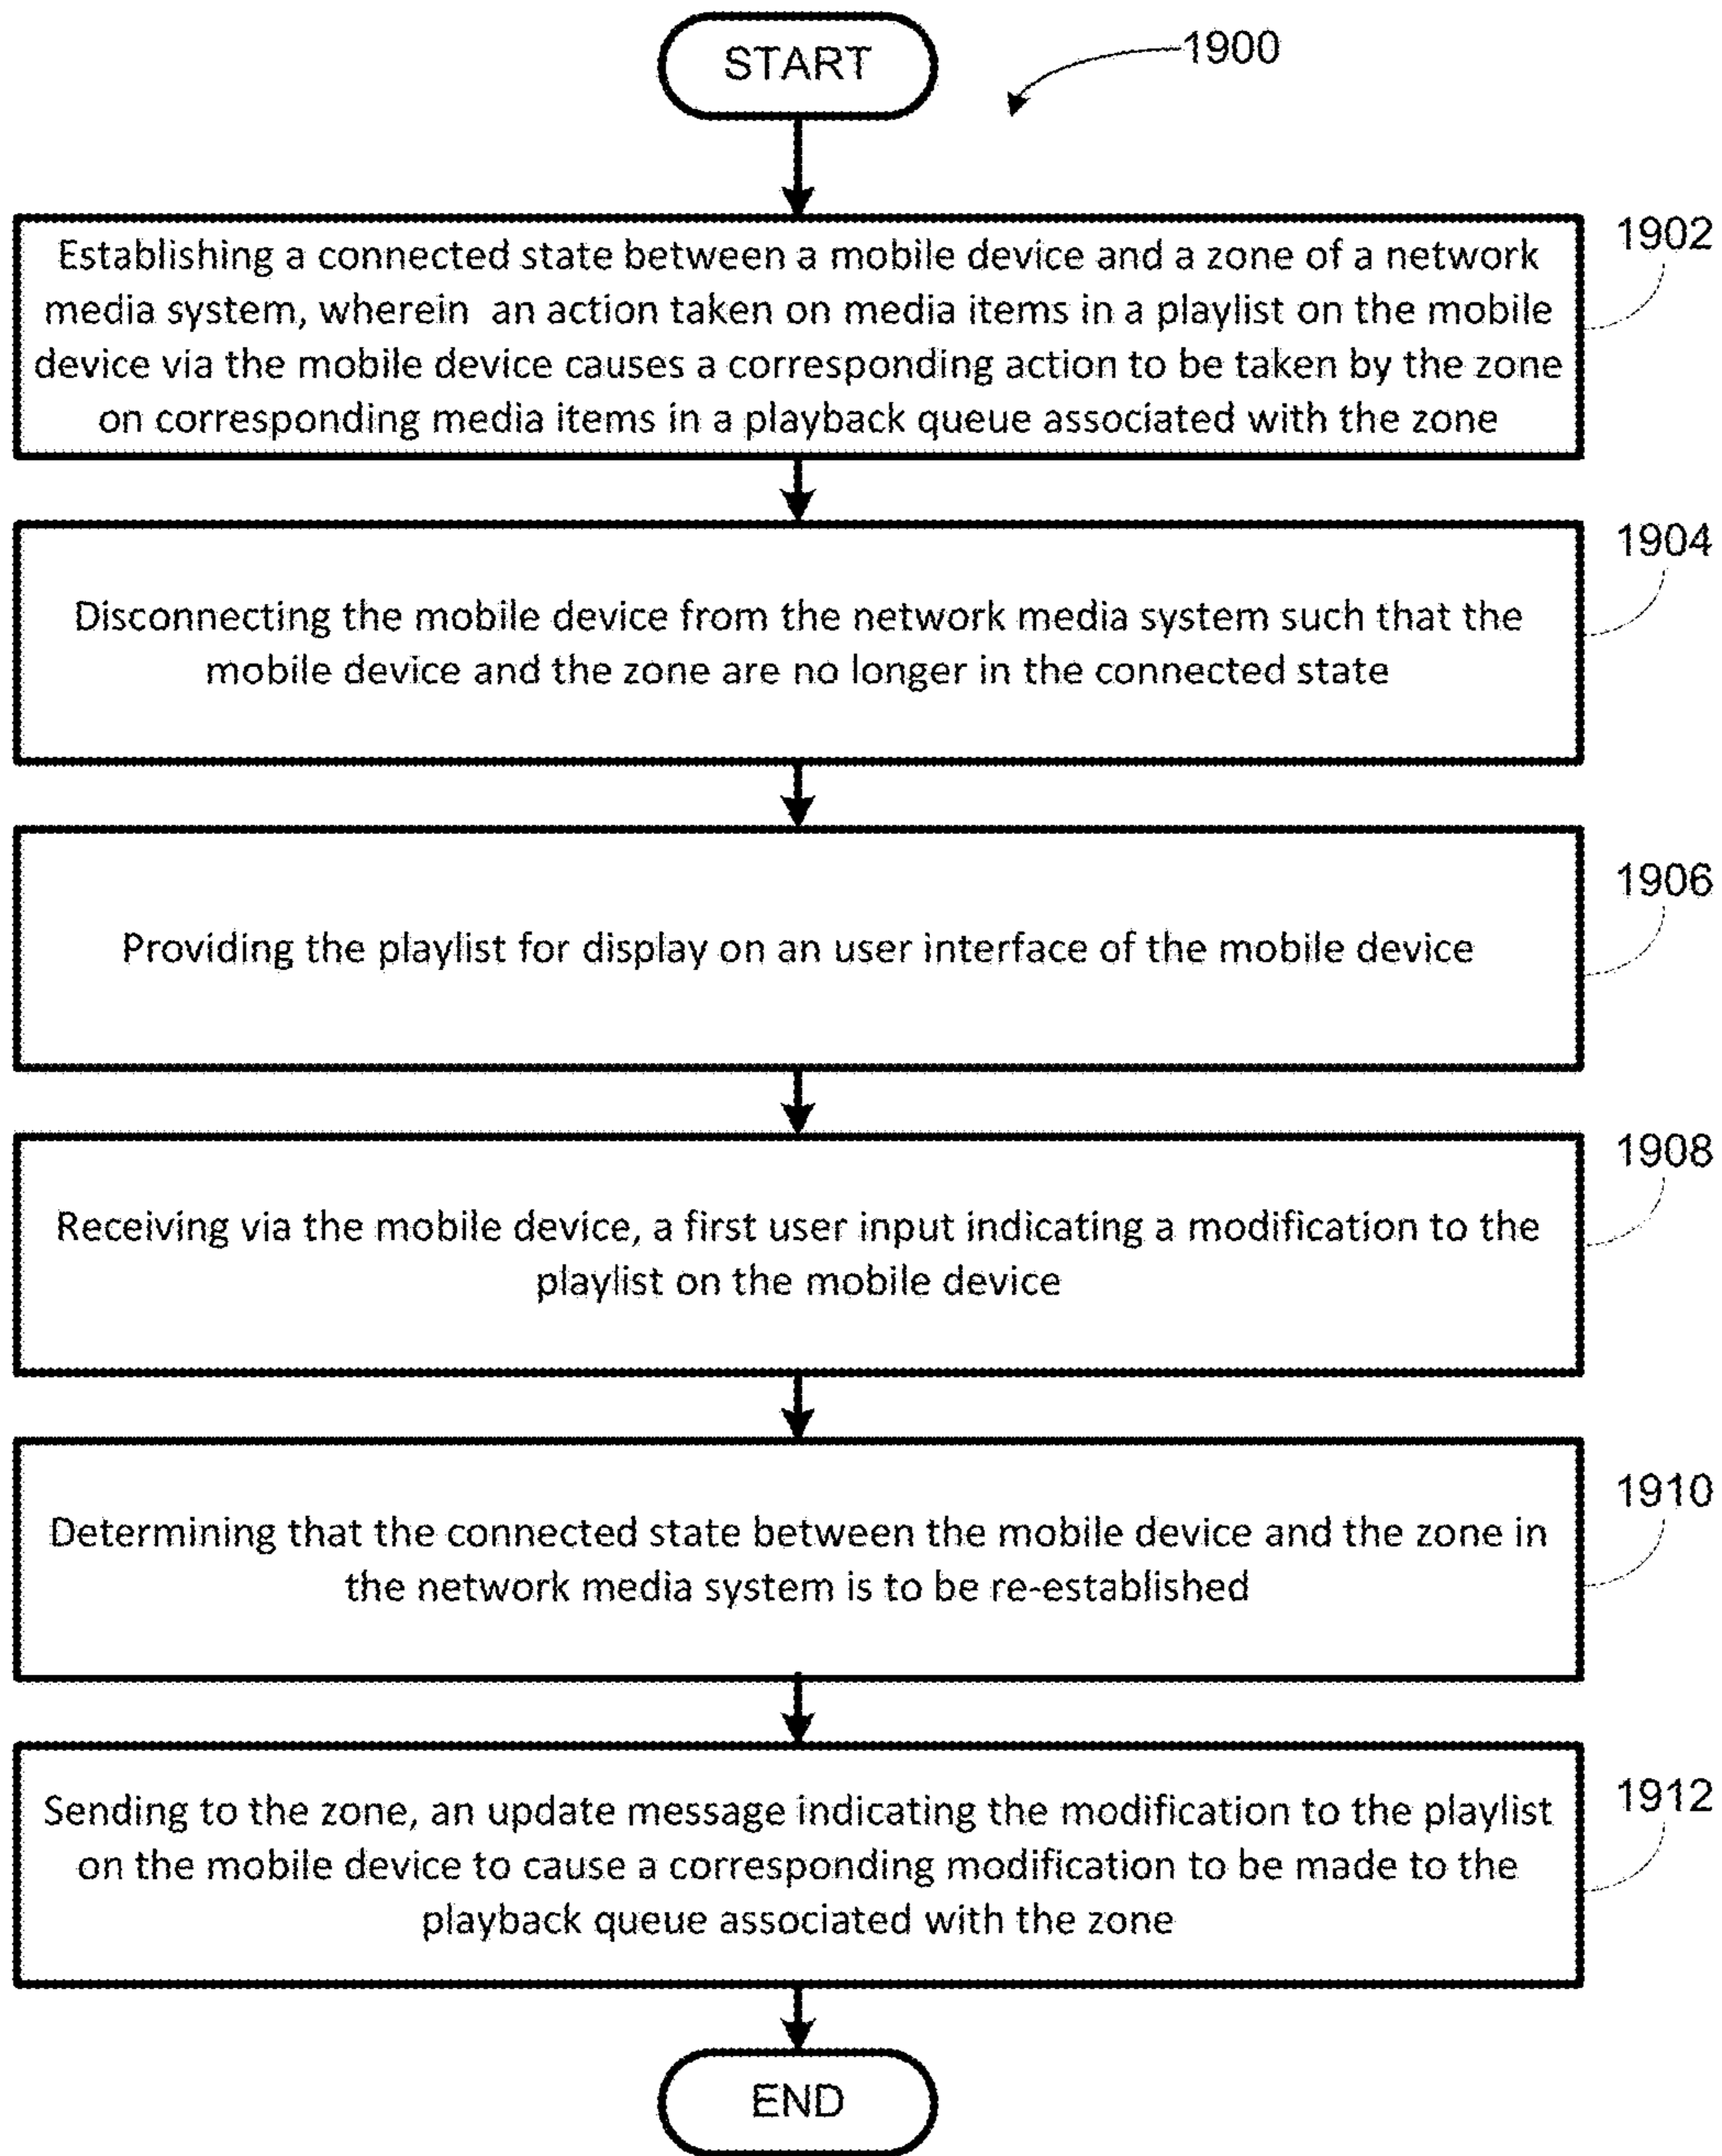 START
1900
1902
Establishing a connected state between a mobile device and a zone of a network
media system, wherein an action taken on media items in a playlist on the mobile
device via the mobile device causes a corresponding action to be taken by the zone
on corresponding media items in a playback queue associated with the zone
1904
Disconnecting the mobile device from the network media system such that the
mobile device and the zone are no longer in the connected state
1906
Providing the playlist for display on an user interface of the mobile device
1908
Receiving via the mobile device, a first user input indicating a modification to the
playlist on the mobile device
1910
Determining that the connected state between the mobile device and the zone in
the network media system is to be re-established
1912
Sending to the zone, an update message indicating the modification to the playlist
on the mobile device to cause a corresponding modification to be made to the
playback queue associated with the zone
END